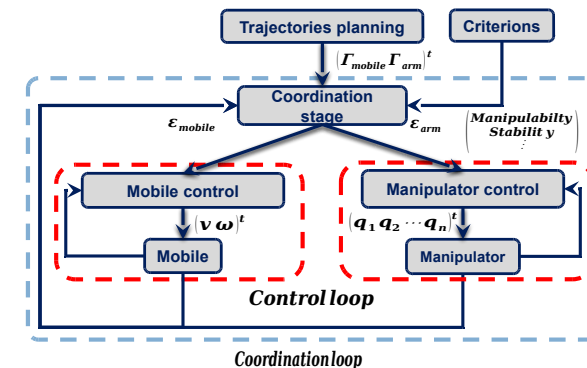 Trajectories planning
Criterions
(Γmobile Γarm)^t
Coordination
stage
εmobile
εarm
(Manipulabilty
Stabilit y
⋮)
Mobile control
Manipulator control
(v ω)^t
(q1 q2 ⋯ qn)^t
Mobile
Manipulator
Control loop
Coordination loop